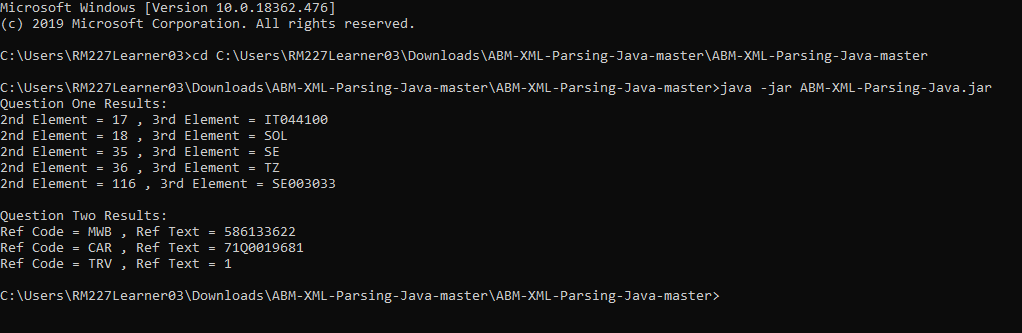 Microsoft Windows [Version 10.0.18362.476]
(c) 2019 Microsoft Corporation. All rights reserved.
C:\Users\RM227Learner03>cd C:\Users\RM227Learner03\Downloads\ABM-XML-Parsing-Java-master\ABM-XML-Parsing-Java-master
C:\Users\RM227Learner03\Downloads\ABM-XML-Parsing-Java-master\ABM-XML-Parsing-Java-master>java -jar ABM-XML-Parsing-Java.jar
Question One Results:
2nd Element = 17 , 3rd Element = IT044100
2nd Element = 18 , 3rd Element = SOL
2nd Element = 35 , 3rd Element = SE
2nd Element = 36 , 3rd Element = TZ
2nd Element = 116 , 3rd Element = SE003033
Question Two Results:
Ref Code = MWB , Ref Text = 586133622
Ref Code = CAR , Ref Text = 71Q0019681
Ref Code = TRV , Ref Text = 1
C:\Users\RM227Learner03\Downloads\ABM-XML-Parsing-Java-master\ABM-XML-Parsing-Java-master>